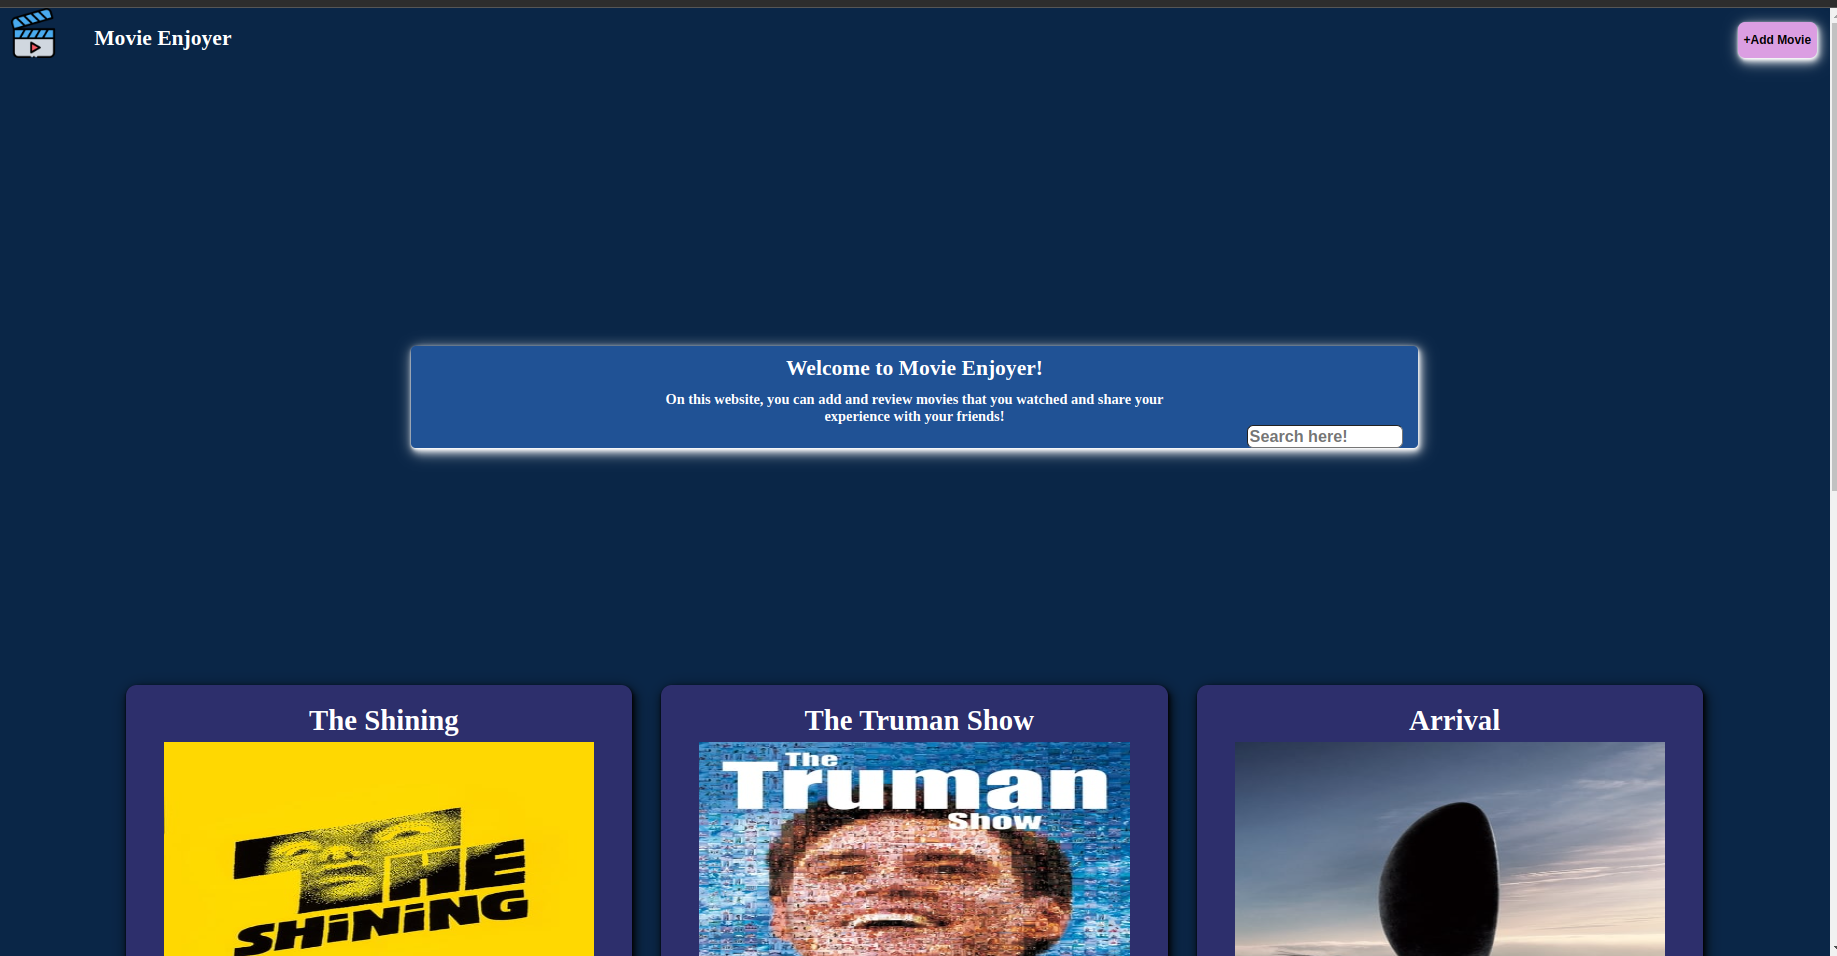 Movie Enjoyer
+Add Movie
Welcome to Movie Enjoyer!
On this website, you can add and review movies that you watched and share your
experience with your friends!
Search here!
The Shining
The Truman Show
Arrival
THE
SHiNiNG
The
Truman
Show